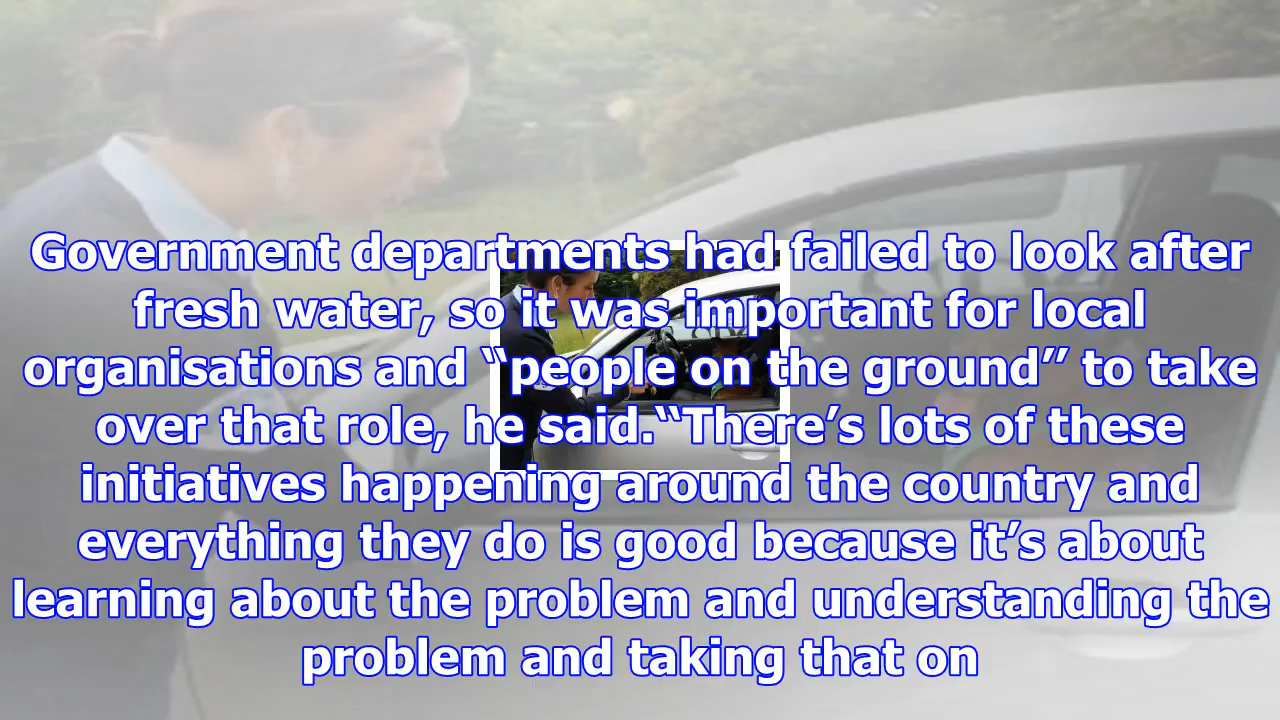 Government departments had failed to look after
fresh water, so it was important for local
organisations and “people on the ground” to take
over that role, he said.“There’s lots of these
initiatives happening around the country and
everything they do is good because it’s about
learning about the problem and understanding the
problem and taking that on